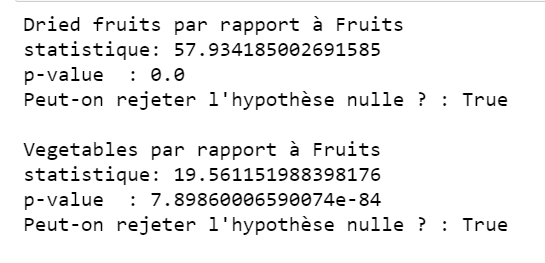 Dried fruits par rapport à Fruits
statistique: 57.934185002691585
p-value  : 0.0
Peut-on rejeter l'hypothèse nulle ? : True
Vegetables par rapport à Fruits
statistique: 19.561151988398176
p-value  : 7.89860006590074e-84
Peut-on rejeter l'hypothèse nulle ? : True